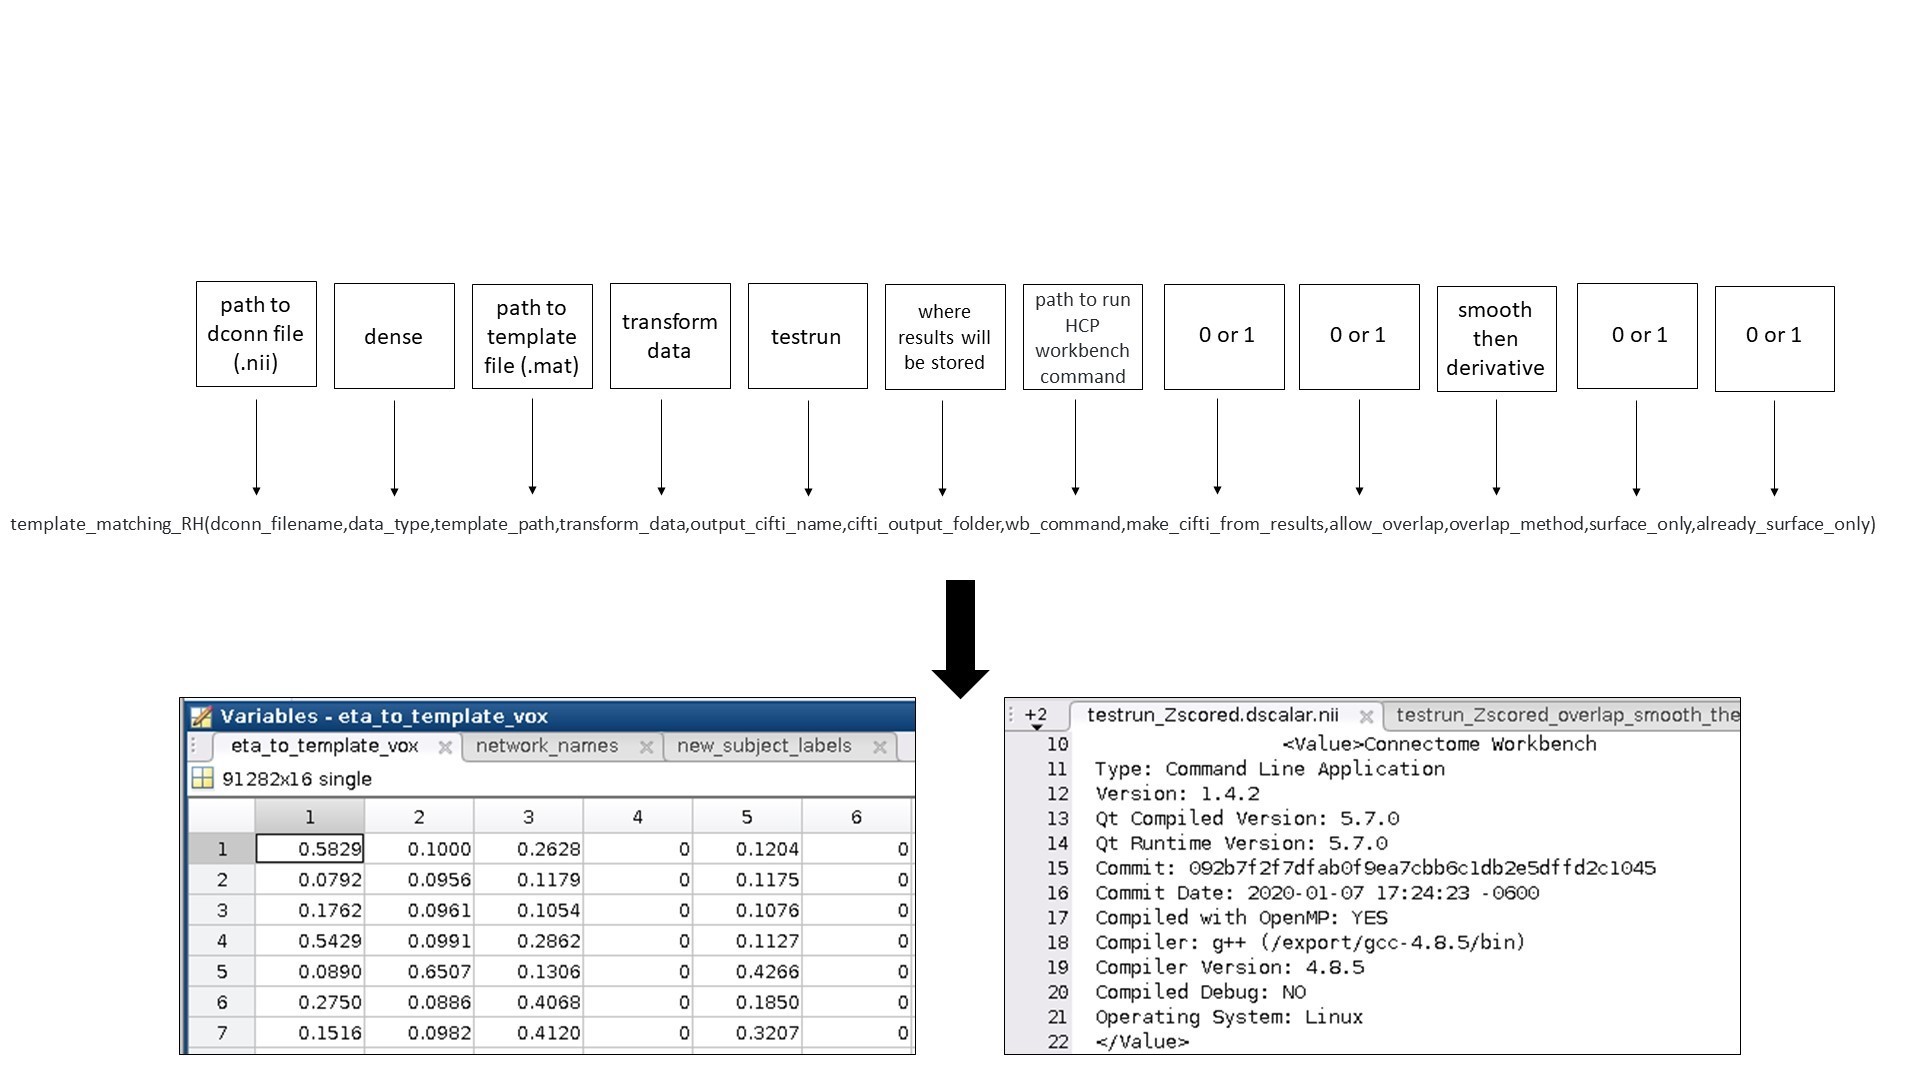 path to
dconn file
(.nii)
dense
path to
template
file (.mat)
transform
data
testrun
where
results will
be stored
path to run
HCP
workbench
command
0 or 1
0 or 1
smooth
then
derivative
0 or 1
0 or 1
template_matching_RH(dconn_filename,data_type,template_path,transform_data,output_cifti_name,cifti_output_folder,wb_command,make_cifti_from_results,allow_overlap,overlap_method,surface_only,already_surface_only)
Variables - eta_to_template_vox
eta_to_template_vox network_names new_subject_labels
91282x16 single
1 2 3 4 5 6
1 0.5829 0.1000 0.2628 0 0.1204 0
2 0.0792 0.0956 0.1179 0 0.1175 0
3 0.1762 0.0961 0.1054 0 0.1076 0
4 0.5429 0.0991 0.2862 0 0.1127 0
5 0.0890 0.6507 0.1306 0 0.4266 0
6 0.2750 0.0886 0.4068 0 0.1850 0
7 0.1516 0.0982 0.4120 0 0.3207 0
+2 testrun_Zscored.dscalar.nii testrun_Zscored_overlap_smooth_the
10 <Value>Connectome Workbench
11 Type: Command Line Application
12 Version: 1.4.2
13 Qt Compiled Version: 5.7.0
14 Qt Runtime Version: 5.7.0
15 Commit: 092b7f2f7dfab0f9ea7cbb6c1db2e5dffd2c1045
16 Commit Date: 2020-01-07 17:24:23 -0600
17 Compiled with OpenMP: YES
18 Compiler: g++ (/export/gcc-4.8.5/bin)
19 Compiler Version: 4.8.5
20 Compiled Debug: NO
21 Operating System: Linux
22 </Value>